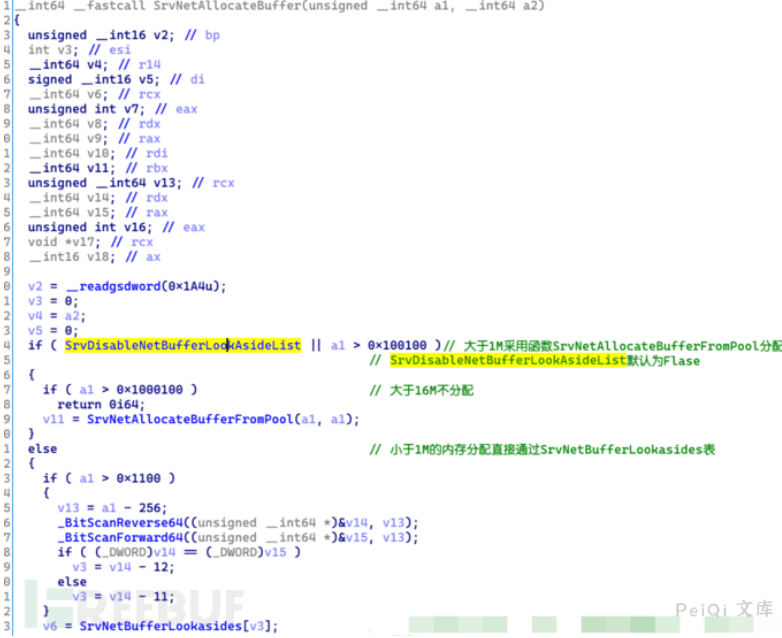 1 __int64 __fastcall SrvNetAllocateBuffer(unsigned __int64 a1, __int64 a2)
2 {
3 unsigned __int16 v2; // bp
4 int v3; // esi
5 __int64 v4; // r14
6 signed __int16 v5; // di
7 __int64 v6; // rcx
8 unsigned int v7; // eax
9 __int64 v8; // rdx
0 __int64 v9; // rax
1 __int64 v10; // rdi
2 __int64 v11; // rbx
3 unsigned __int64 v13; // rcx
4 __int64 v14; // rdx
5 __int64 v15; // rax
6 unsigned int v16; // eax
7 void *v17; // rcx
8 __int16 v18; // ax
9
0 v2 = __readgsdword(0×1A4u);
1 v3 = 0;
2 v4 = a2;
3 v5 = 0;
4 if ( SrvDisableNetBufferLookAsideList || a1 > 0×100100 )// 大于1M采用函数SrvNetAllocateBufferFromPool分配
5 // SrvDisableNetBufferLookAsideList默认为Flase
6 {
7 if ( a1 > 0×1000100 ) // 大于16M不分配
8 return 0i64;
9 v11 = SrvNetAllocateBufferFromPool(a1, a1);
0 }
1 else // 小于1M的内存分配直接通过SrvNetBufferLookasides表
2 {
3 if ( a1 > 0×1100 )
4 {
5 v13 = a1 - 256;
6 _BitScanReverse64((unsigned __int64 *)&v14, v13);
7 _BitScanForward64((unsigned __int64 *)&v15, v13);
8 if ( (_DWORD)v14 == (_DWORD)v15 )
9 v3 = v14 - 12;
0 else
1 v3 = v14 - 11;
2 }
3 v6 = SrvNetBufferLookasides[v3];
FREEBUF
PeiQi 文库